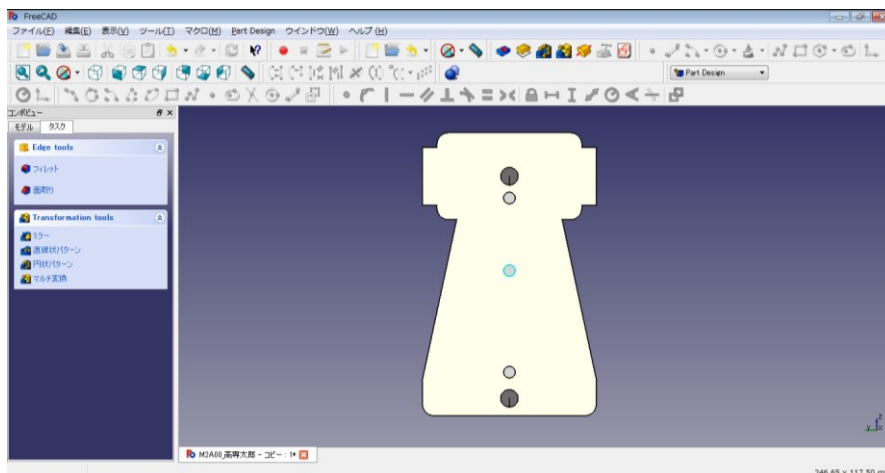 FreeCAD
ファイル(F) 編集(E) 表示(V) ツール(T) マクロ(M) Part Design ウインドウ(W) ヘルプ(H)
Part Design
コンボビュー
モデル タスク
Edge tools
フィレット
面取り
Transformation tools
ミラー
直線状パターン
円状パターン
マルチ変換
M2A00_高専太郎 - コピー : 1*
246.65 x 117.50 m